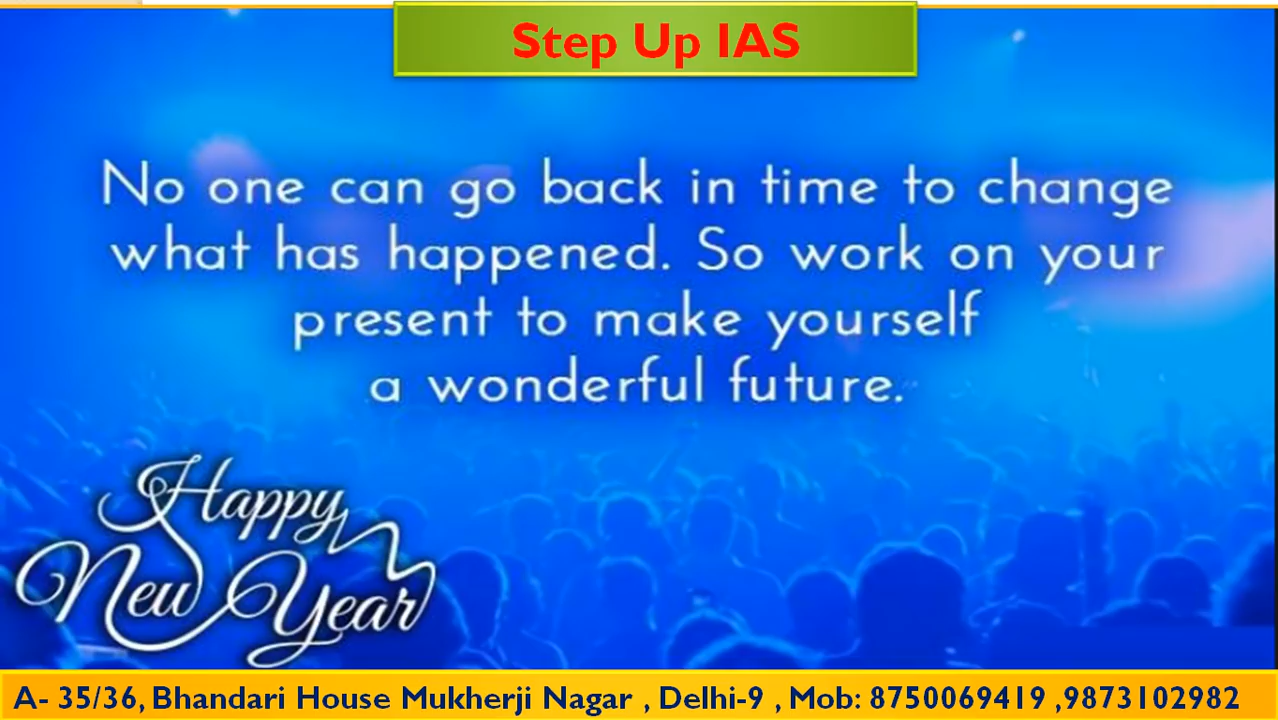 Step Up IAS
No one can go back in time to change
what has happened. So work on your
present to make yourself
a wonderful future.
Happy
New Year
A- 35/36, Bhandari House Mukherji Nagar , Delhi-9 , Mob: 8750069419 ,9873102982